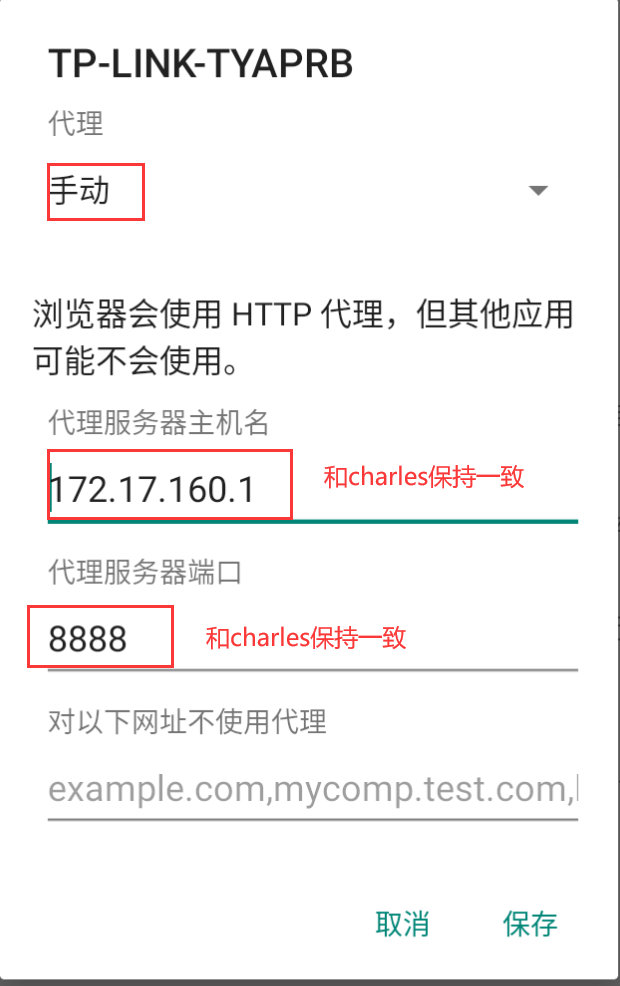 TP-LINK-TYAPRB
代理
手动
浏览器会使用 HTTP 代理，但其他应用
可能不会使用。
代理服务器主机名
172.17.160.1
和charles保持一致
代理服务器端口
8888
和charles保持一致
对以下网址不使用代理
example.com,mycomp.test.com,l
取消
保存